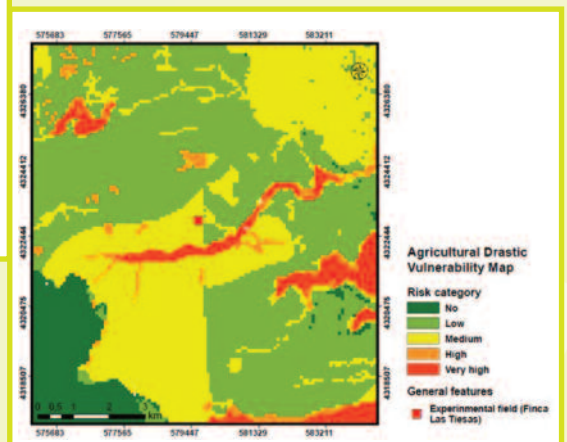 575683 577565 579447 581329 583211
4326380
4324412
4322444
4320475
4318507
4326380
4324412
4322444
4320475
4318507
0 0,5 1 2 3
km
575683 577565 579447 581329 583211
Agricultural Drastic
Vulnerability Map
Risk category
No
Low
Medium
High
Very high
General features
Experimental field (Finca
Las Tiesas)